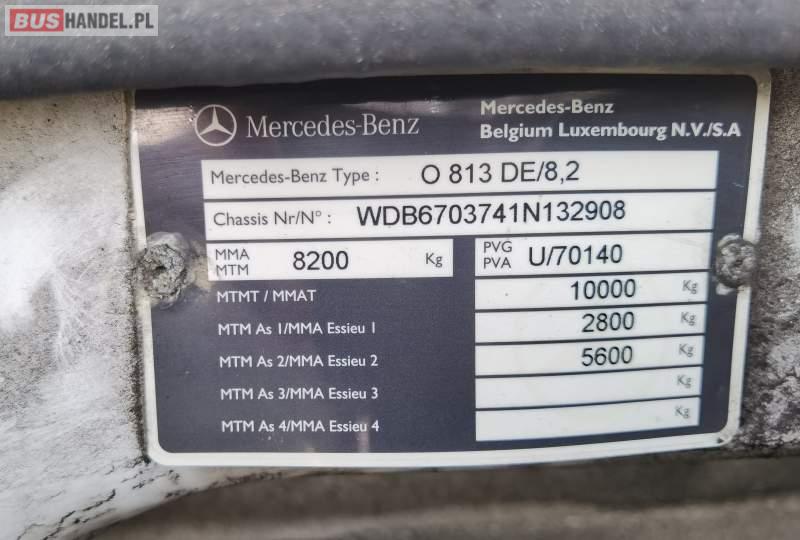 BUSHANDEL.PL
Mercedes-Benz
Mercedes-Benz
Belgium Luxembourg N.V./S.A
Mercedes-Benz Type : O 813 DE/8,2
Chassis Nr/N° : WDB6703741N132908
MMA
MTM 8200 Kg
PVG
PVA U/70140
MTMT / MMAT 10000 Kg
MTM As 1/MMA Essieu 1 2800 Kg
MTM As 2/MMA Essieu 2 5600 Kg
MTM As 3/MMA Essieu 3 Kg
MTM As 4/MMA Essieu 4 Kg